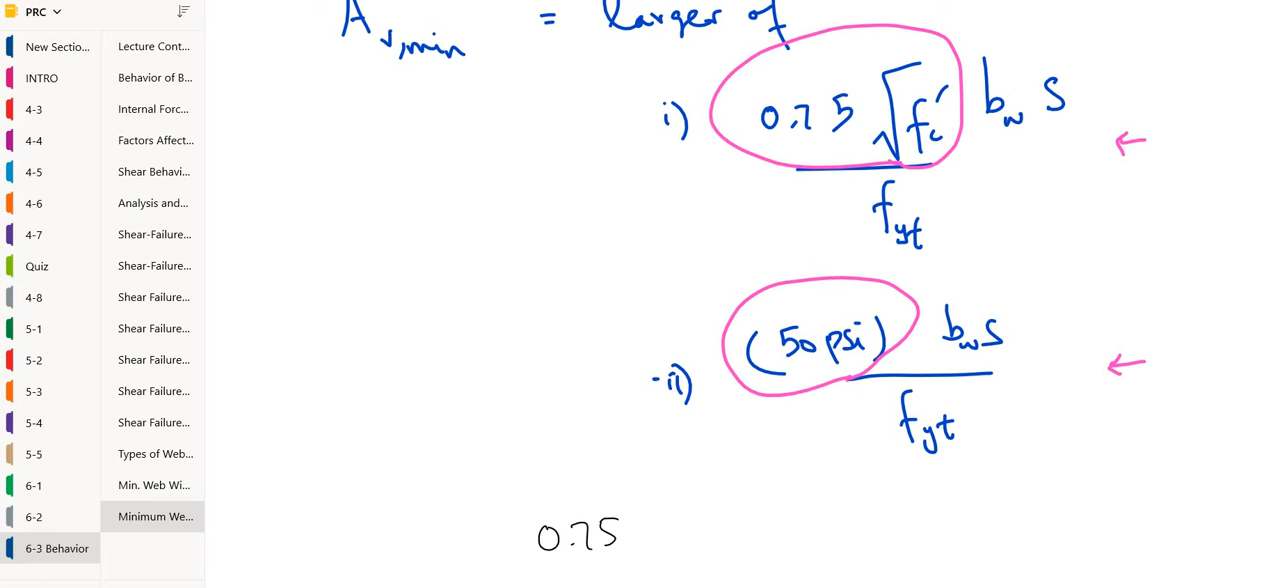 PRC
New Sectio...
INTRO
4-3
4-4
4-5
4-6
4-7
Quiz
4-8
5-1
5-2
5-3
5-4
5-5
6-1
6-2
6-3 Behavior
Lecture Cont...
Behavior of B...
Internal Forc...
Factors Affect...
Shear Behavi...
Analysis and...
Shear-Failure...
Shear-Failure...
Shear Failure...
Shear Failure...
Shear Failure...
Shear Failure...
Shear Failure...
Types of Web...
Min. Web Wi...
Minimum We...
A_v,min = larger of
i) 0.75 √f'c bw s
fyt
ii) (50 psi) bw s
fyt
0.75